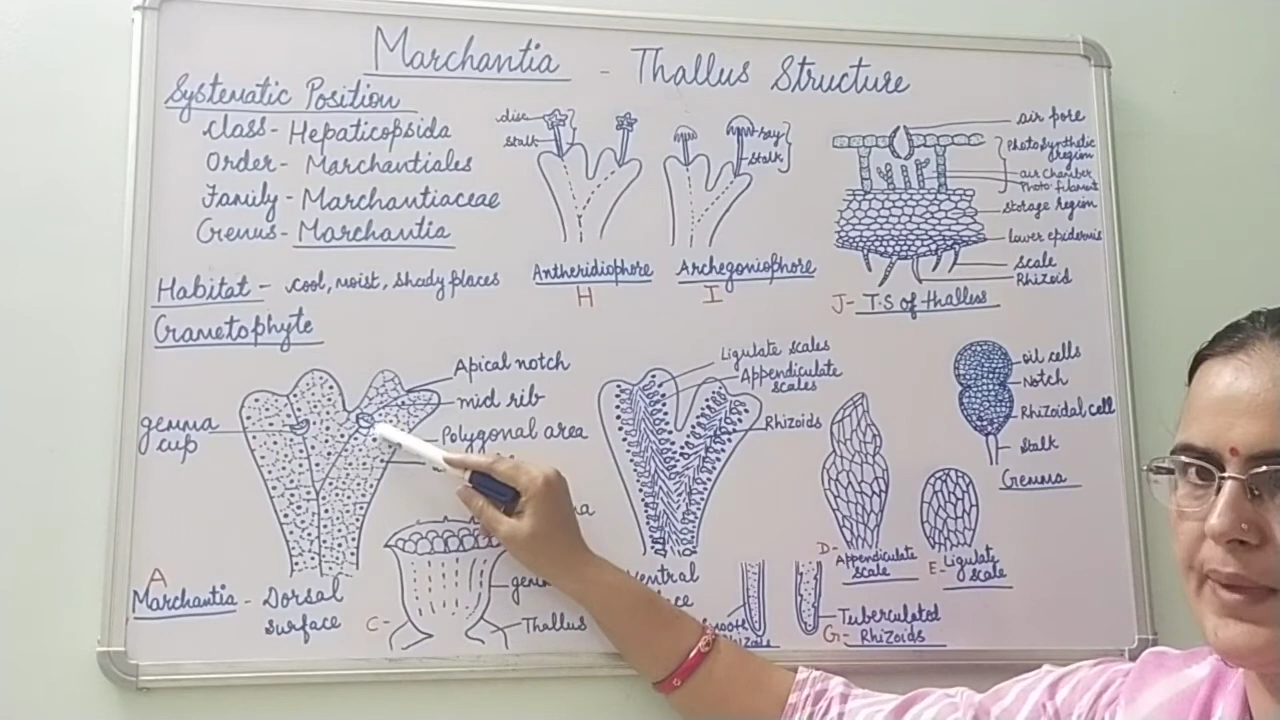 Marchantia - Thallus Structure
Systematic Position
Class - Hepaticopsida
Order - Marchantiales
Family - Marchantiaceae
Genus - Marchantia
Habitat - cool, moist, shady places
Gametophyte
disc
stalk
Antheridiophore
H
ray
stalk
Archegoniophore
I
air pore
Photosynthetic
region
air chamber
Photo. filament
Storage region
lower epidermis
Scale
Rhizoid
J - T.S of thallus
Apical notch
mid rib
Polygonal area
gemma
cup
A
Marchantia - Dorsal
surface
C -
Thallus
Ligulate scales
Appendiculate
scales
Rhizoids
D - Appendiculate
scale
E - Ligulate
scale
Tuberculated
G - Rhizoids
oil cells
Notch
Rhizoidal cell
Stalk
Gemma